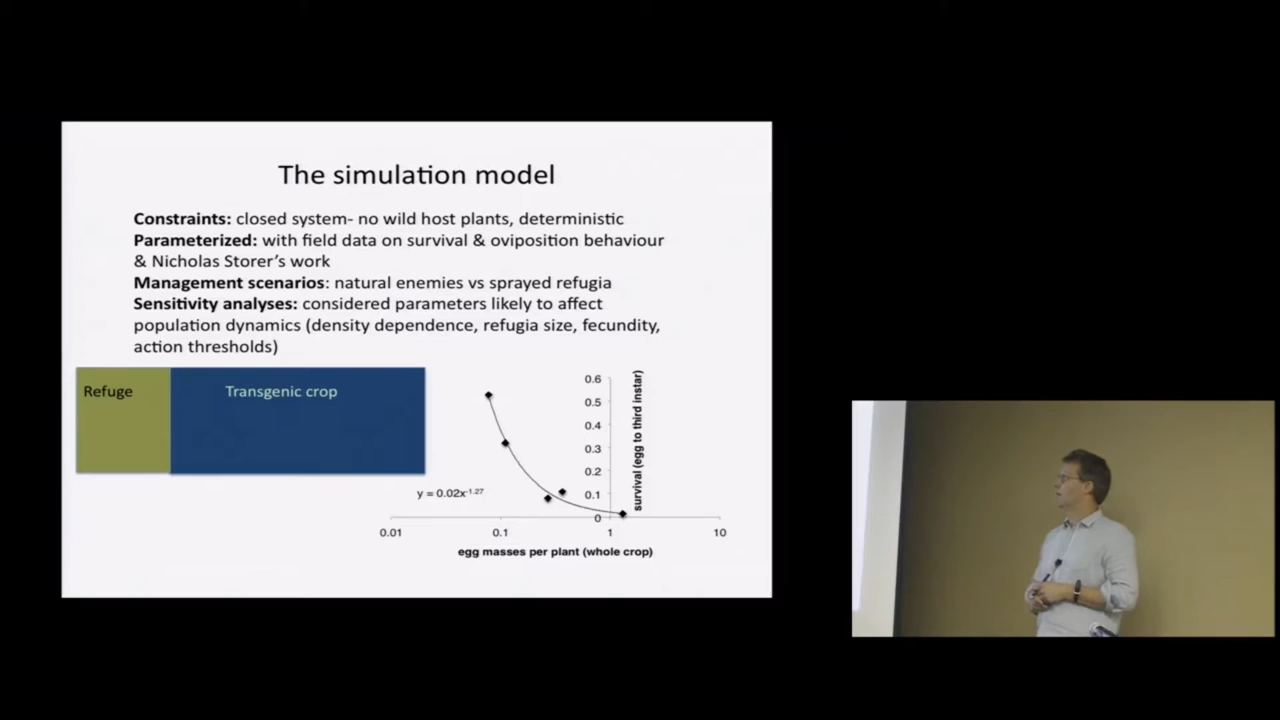 The simulation model
Constraints: closed system- no wild host plants, deterministic
Parameterized: with field data on survival & oviposition behaviour
& Nicholas Storer's work
Management scenarios: natural enemies vs sprayed refugia
Sensitivity analyses: considered parameters likely to affect
population dynamics (density dependence, refugia size, fecundity,
action thresholds)
Refuge
Transgenic crop
0.6
0.5
0.4
0.3
0.2
0.1
0
survival (egg to third instar)
y = 0.02x-1.27
0.01 0.1 1 10
egg masses per plant (whole crop)